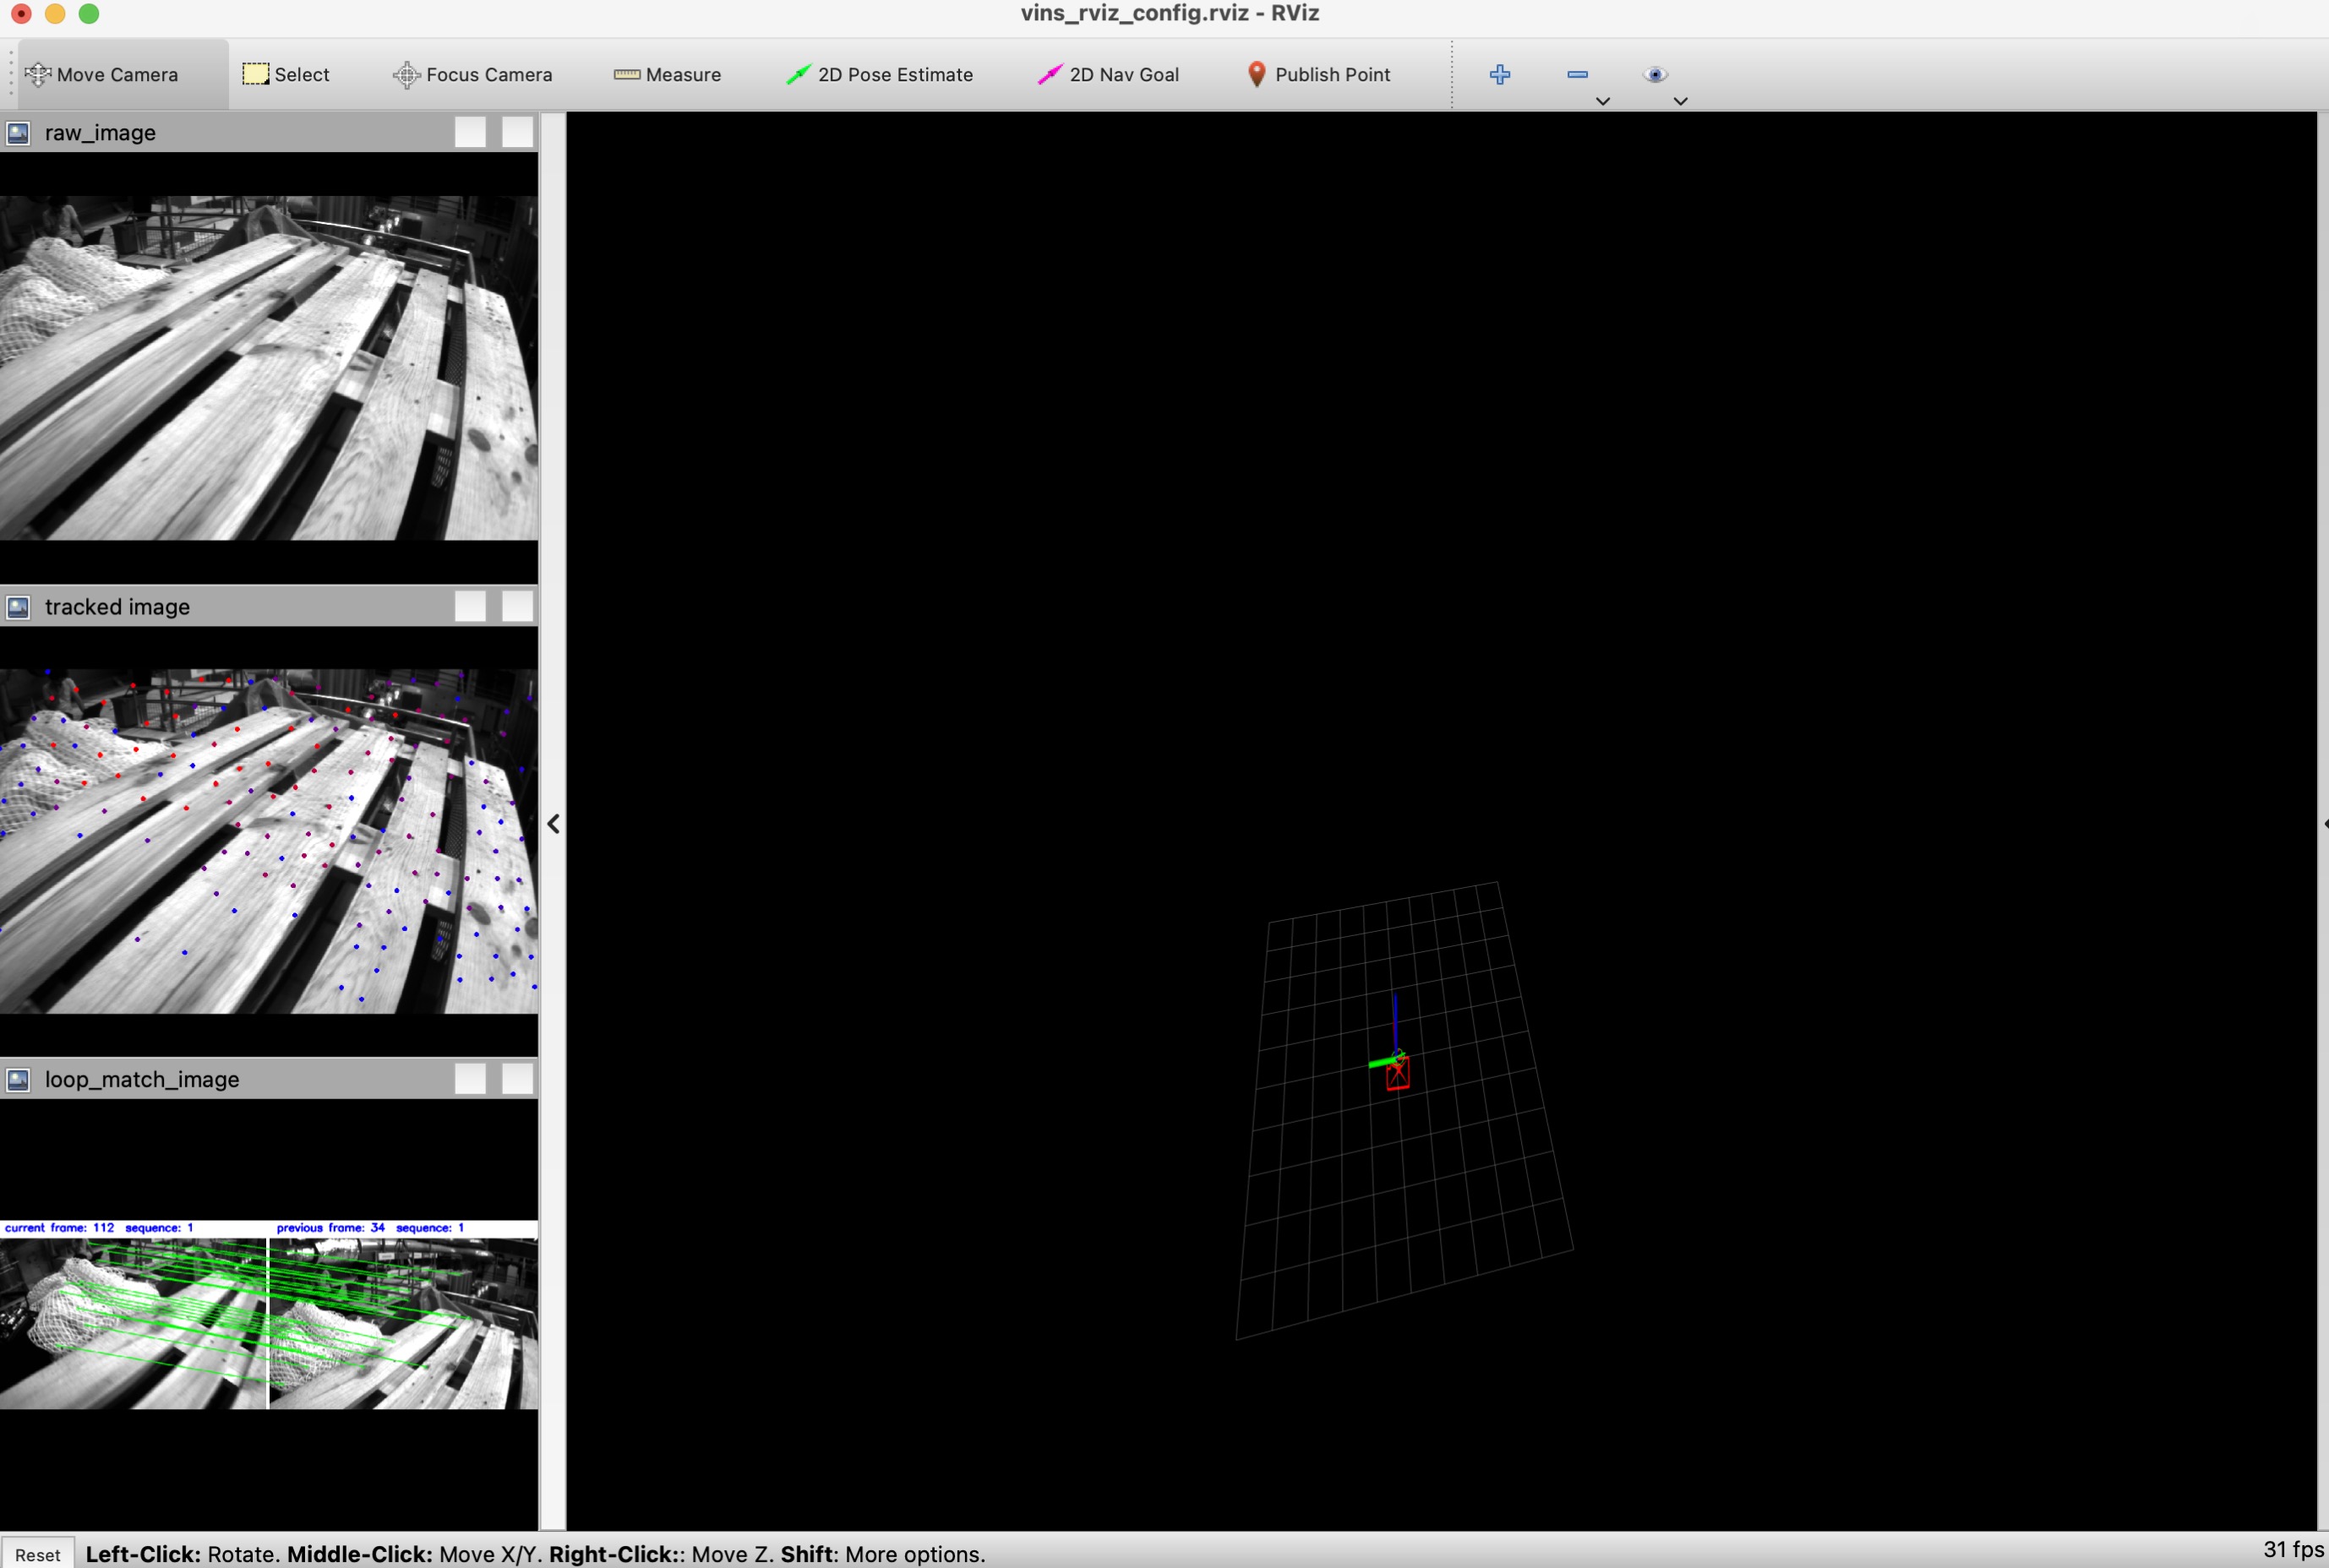 vins_rviz_config.rviz - RViz
Move Camera Select Focus Camera Measure 2D Pose Estimate 2D Nav Goal Publish Point
raw_image
tracked image
loop_match_image
current frame: 112 sequence: 1 previous frame: 34 sequence: 1
Reset Left-Click: Rotate. Middle-Click: Move X/Y. Right-Click:: Move Z. Shift: More options. 31 fps